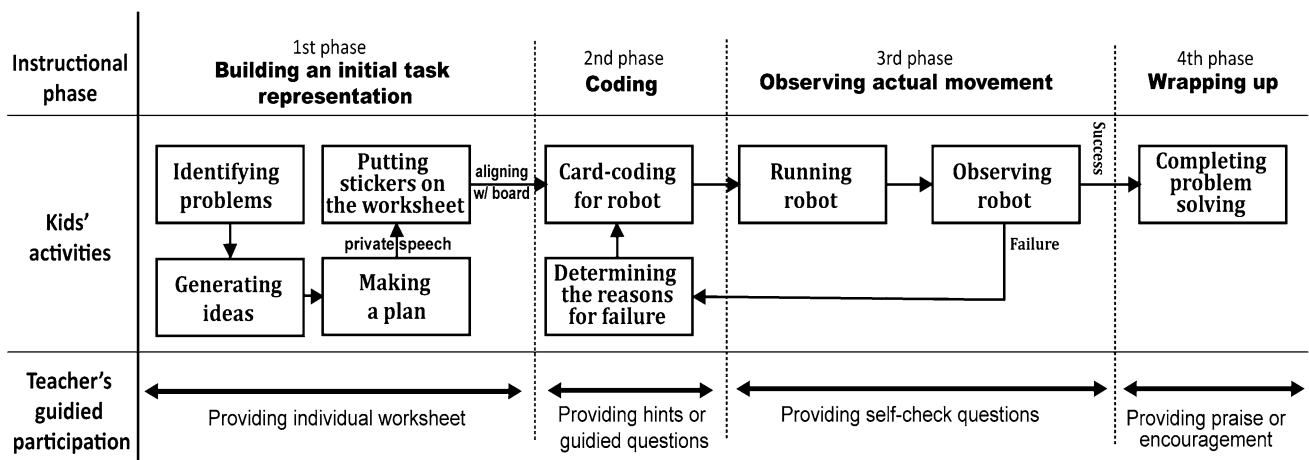 Instructional
phase
1st phase
Building an initial task
representation
2nd phase
Coding
3rd phase
Observing actual movement
4th phase
Wrapping up
Kids'
activities
Identifying
problems
Generating
ideas
Making
a plan
private speech
Putting
stickers on
the worksheet
aligning
w/ board
Card-coding
for robot
Determining
the reasons
for failure
Running
robot
Observing
robot
Success
Failure
Completing
problem
solving
Teacher's
guidied
participation
Providing individual worksheet
Providing hints or
guidied questions
Providing self-check questions
Providing praise or
encouragement